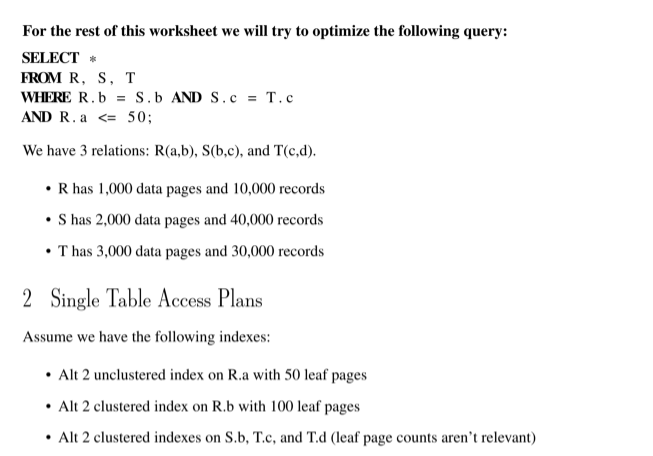 For the rest of this worksheet we will try to optimize the following query:
SELECT *
FROM R, S, T
WHERE R.b = S.b AND S.c = T.c
AND R.a <= 50;
We have 3 relations: R(a,b), S(b,c), and T(c,d).
• R has 1,000 data pages and 10,000 records
• S has 2,000 data pages and 40,000 records
• T has 3,000 data pages and 30,000 records
2 Single Table Access Plans
Assume we have the following indexes:
• Alt 2 unclustered index on R.a with 50 leaf pages
• Alt 2 clustered index on R.b with 100 leaf pages
• Alt 2 clustered indexes on S.b, T.c, and T.d (leaf page counts aren't relevant)